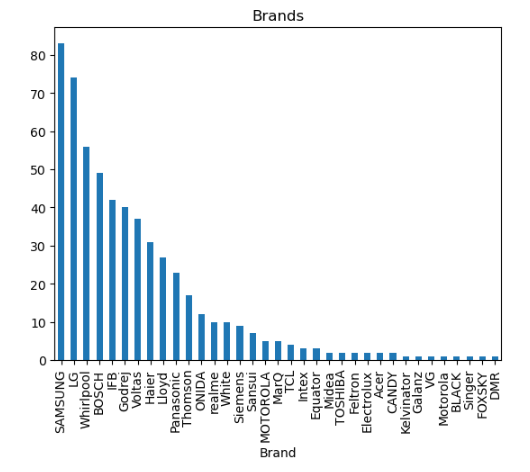 Brands
80
70
60
50
40
30
20
10
0
SAMSUNG
LG
Whirlpool
BOSCH
IFB
Godrej
Voltas
Haier
Lloyd
Panasonic
Thomson
ONIDA
realme
White
Siemens
Sansui
MOTOROLA
MarQ
TCL
Intex
Equator
Midea
TOSHIBA
Feltron
Electrolux
Acer
CANDY
Kelvinator
Galanz
VG
Motorola
BLACK
Singer
FOXSKY
DMR
Brand